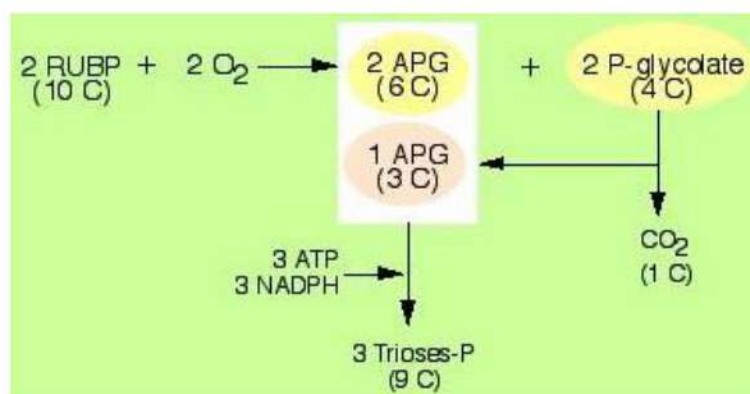 2 RUBP + 2 O2 2 APG + 2 P-glycolate
(10 C) (6 C) (4 C)
1 APG
(3 C)
CO2
(1 C)
3 ATP
3 NADPH
3 Trioses-P
(9 C)